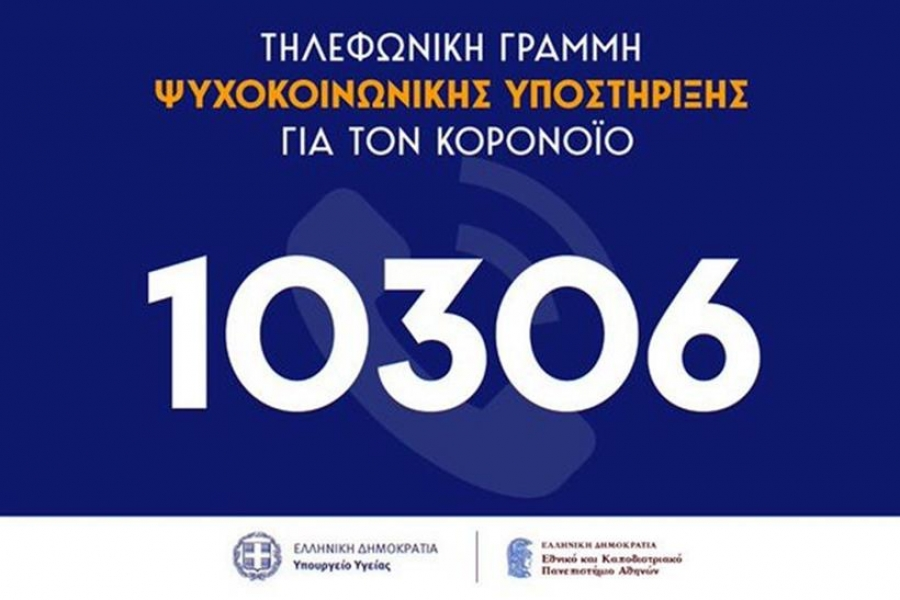 ΤΗΛΕΦΩΝΙΚΗ ΓΡΑΜΜΗ
ΨΥΧΟΚΟΙΝΩΝΙΚΗΣ ΥΠΟΣΤΗΡΙΞΗΣ
ΓΙΑ ΤΟΝ ΚΟΡΟΝΟΪΟ
10306
ΕΛΛΗΝΙΚΗ ΔΗΜΟΚΡΑΤΙΑ
Υπουργείο Υγείας
ΕΛΛΗΝΙΚΗ ΔΗΜΟΚΡΑΤΙΑ
Εθνικό και Καποδιστριακό
Πανεπιστήμιο Αθηνών